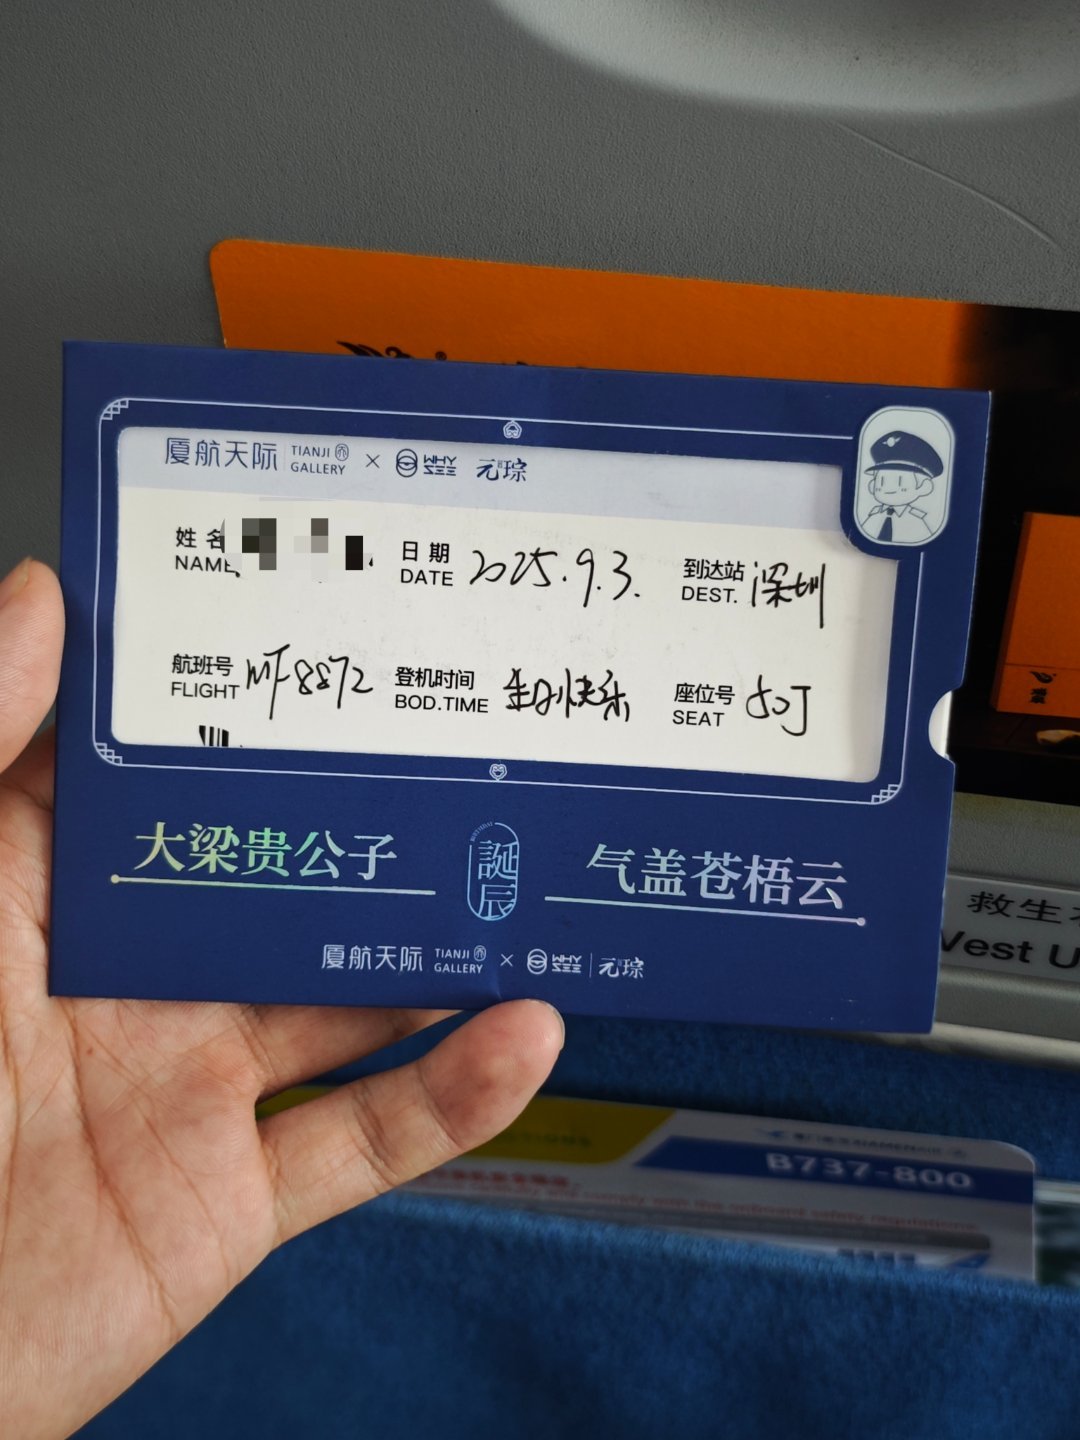 厦航天际 TIANJI GALLERY × WHY SEE 元琮
姓名 NAME
日期 DATE 2025.9.3.
到达站 DEST. 深圳
航班号 FLIGHT MF8872
登机时间 BOD.TIME 生日快乐
座位号 SEAT 50J
大梁贵公子 誕辰 气盖苍梧云
厦航天际 TIANJI GALLERY × WHY SEE 元琮
救生
Vest U
B737-800